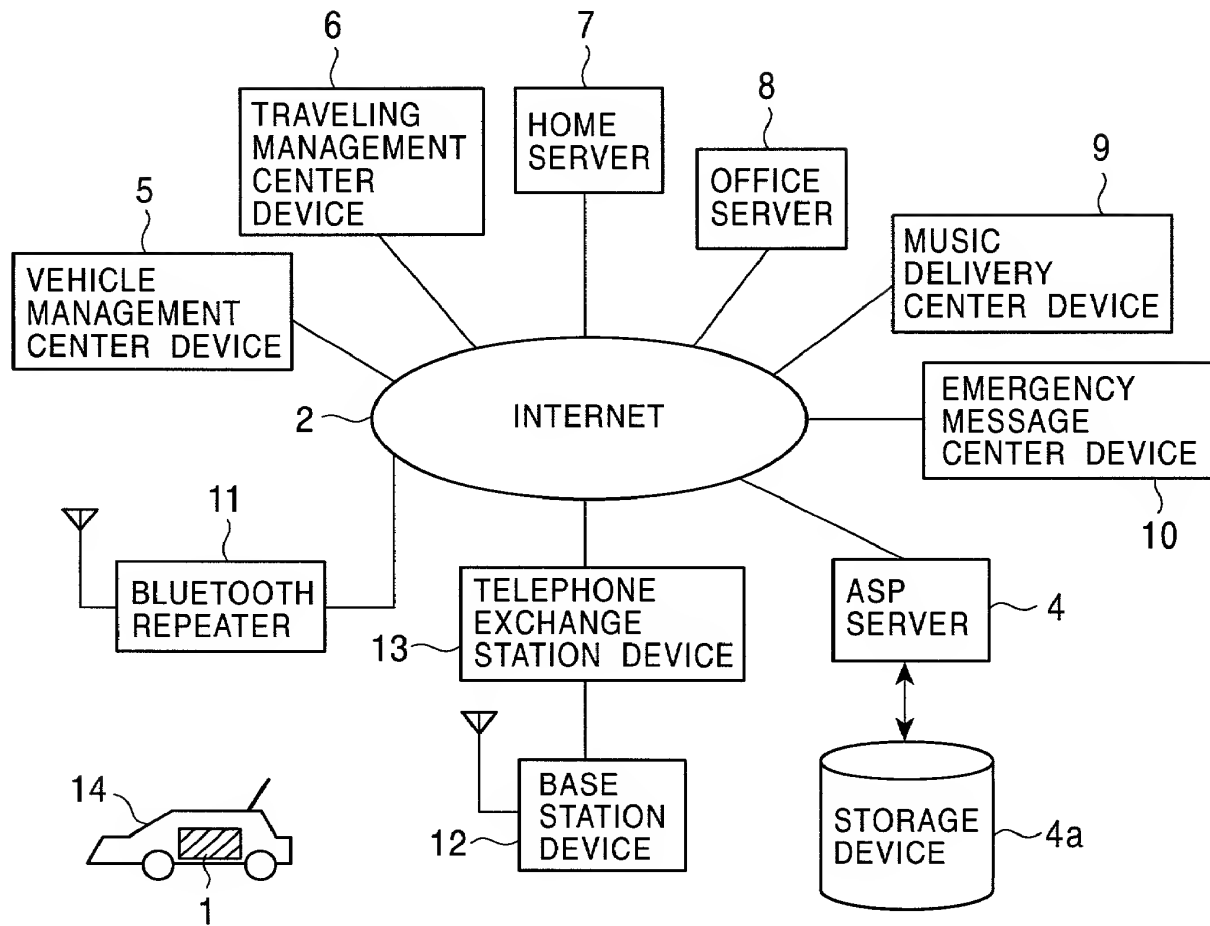 6
7
8
9
5
TRAVELING
MANAGEMENT
CENTER
DEVICE
HOME
SERVER
OFFICE
SERVER
MUSIC
DELIVERY
CENTER DEVICE
VEHICLE
MANAGEMENT
CENTER DEVICE
2
INTERNET
EMERGENCY
MESSAGE
CENTER DEVICE
10
11
BLUETOOTH
REPEATER
TELEPHONE
EXCHANGE
STATION DEVICE
13
ASP
SERVER
4
14
1
BASE
STATION
DEVICE
12
STORAGE
DEVICE
4a